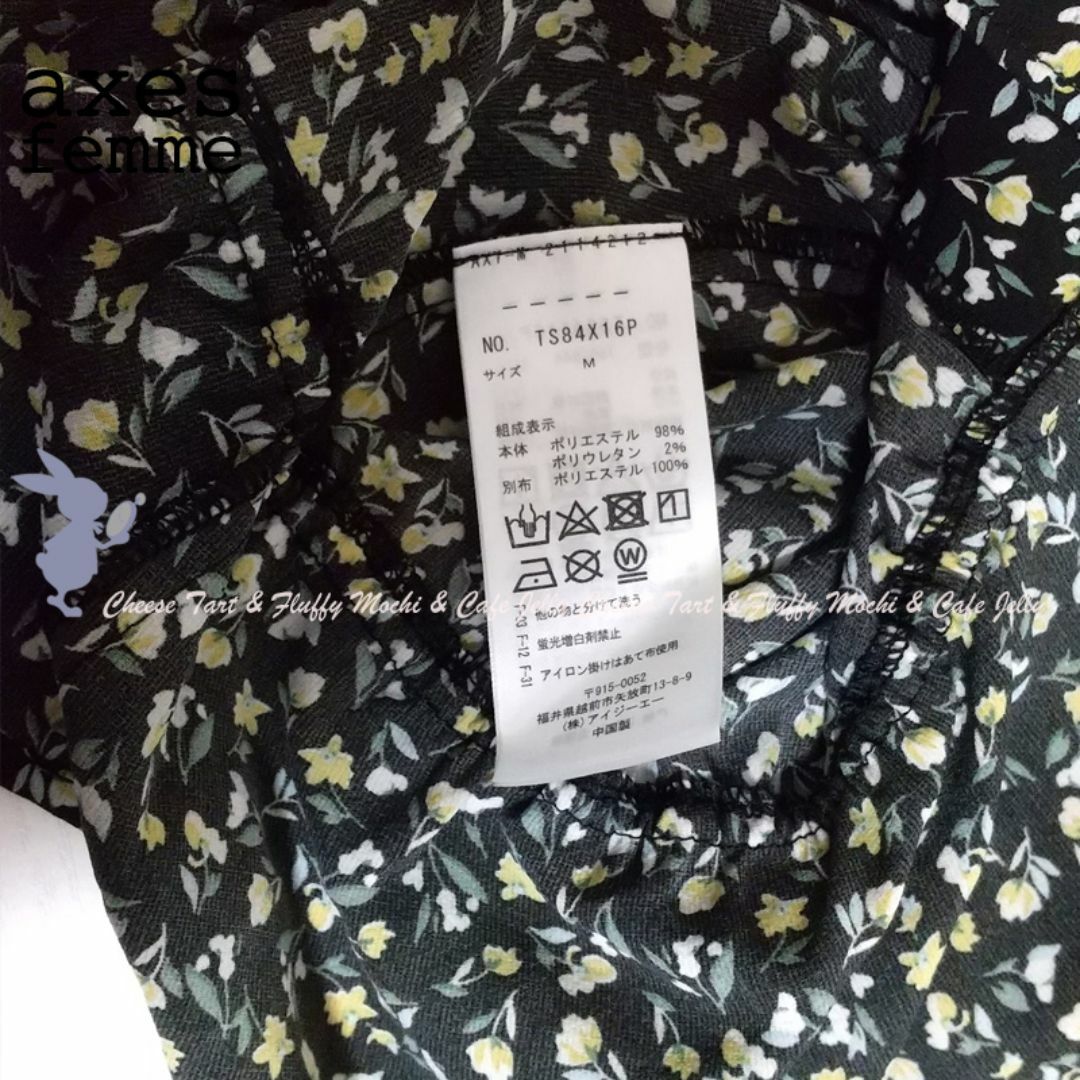 axes
femme
AX7-M 2114212
－－－－－
NO. TS84X16P
サイズ M
組成表示
本体 ポリエステル 98%
ポリウレタン 2%
別布 ポリエステル 100%
W
F-33 他の物と分けて洗う
F-12 蛍光増白剤禁止
F-31 アイロン掛けはあて布使用
〒915-0052
福井県越前市矢放町13-8-9
(株)アイジーエー
中国製
Cheese Tart & Fluffy Mochi & Cafe Jelly Tart & Fluffy Mochi & Cafe Jelly